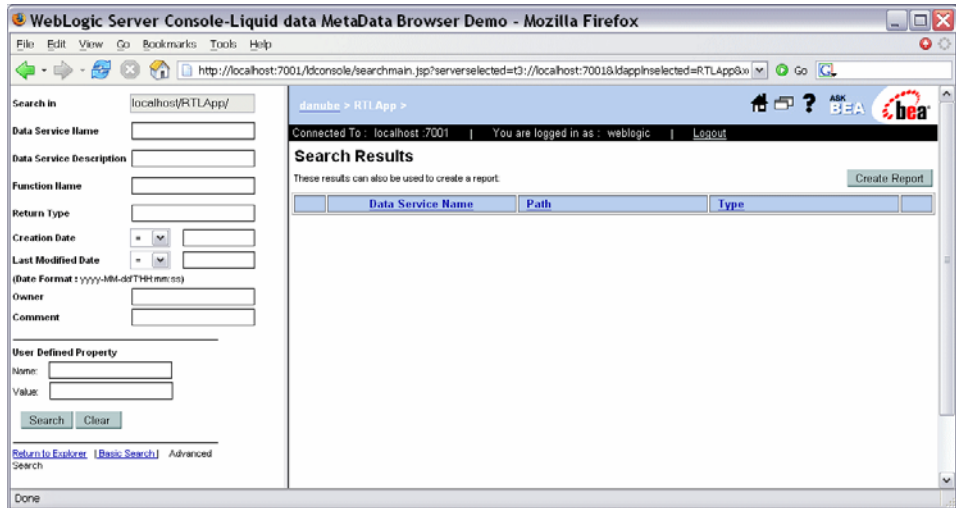 WebLogic Server Console-Liquid data MetaData Browser Demo - Mozilla Firefox
File Edit View Go Bookmarks Tools Help
http://localhost:7001/ldconsole/searchmain.jsp?serverselected=t3://localhost:7001&ldappInselected=RTLApp& Go
Search in localhost/RTLApp/
Data Service Name
Data Service Description
Function Name
Return Type
Creation Date =
Last Modified Date =
(Date Format : yyyy-MM-dd'T'HH:mm:ss)
Owner
Comment
User Defined Property
Name:
Value:
Search Clear
Return to Explorer | Basic Search | Advanced
Search
danube > RTLApp >
? ASK BEA bea
Connected To : localhost :7001 | You are logged in as : weblogic | Logout
Search Results
These results can also be used to create a report.
Create Report
Data Service Name Path Type
Done